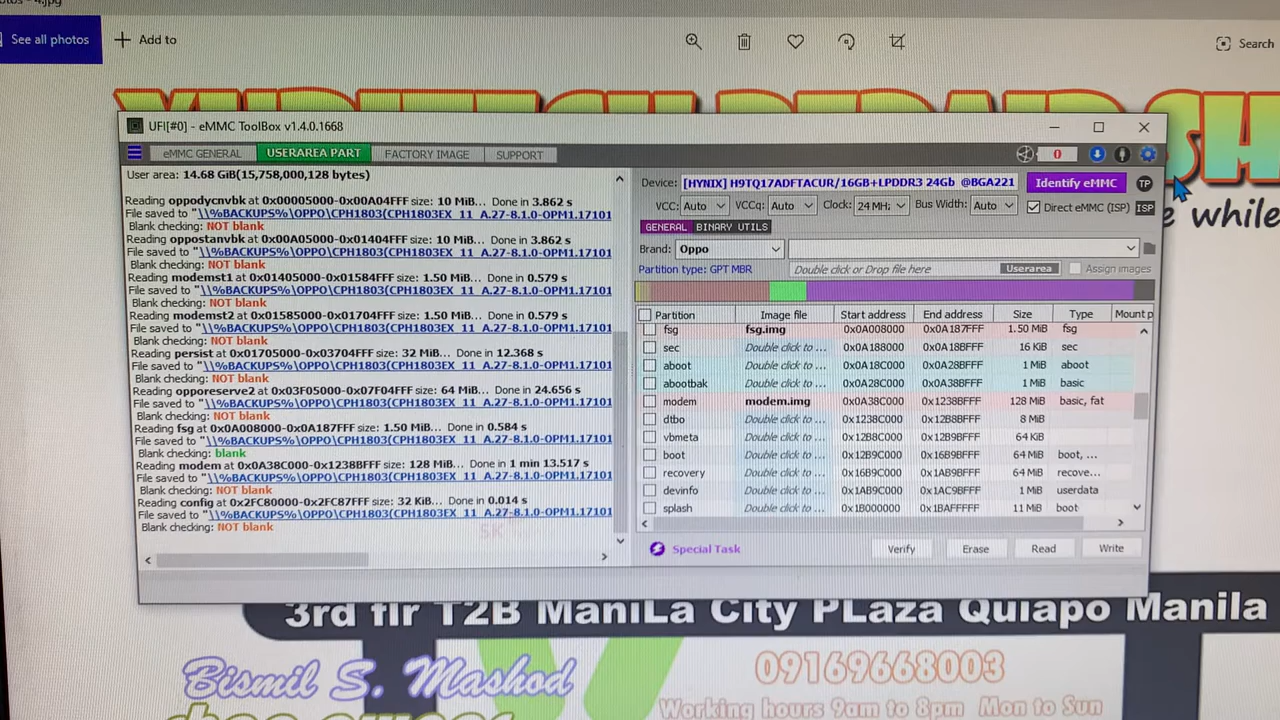 otos - 4.jpg
See all photos
Add to
Search
UFI[#0] - eMMC ToolBox v1.4.0.1668
eMMC GENERAL
USERAREA PART
FACTORY IMAGE
SUPPORT
0
User area: 14.68 GiB(15,758,000,128 bytes)
Reading oppodycnvbk at 0x00005000-0x00A04FFF size: 10 MiB... Done in 3.862 s
File saved to "\\%BACKUPS%\OPPO\CPH1803(CPH1803EX_11_A.27-8.1.0-OPM1.17101
Blank checking: NOT blank
Reading oppostanvbk at 0x00A05000-0x01404FFF size: 10 MiB... Done in 3.862 s
File saved to "\\%BACKUPS%\OPPO\CPH1803(CPH1803EX_11_A.27-8.1.0-OPM1.17101
Blank checking: NOT blank
Reading modemst1 at 0x01405000-0x01584FFF size: 1.50 MiB... Done in 0.579 s
File saved to "\\%BACKUPS%\OPPO\CPH1803(CPH1803EX_11_A.27-8.1.0-OPM1.17101
Blank checking: NOT blank
Reading modemst2 at 0x01585000-0x01704FFF size: 1.50 MiB... Done in 0.579 s
File saved to "\\%BACKUPS%\OPPO\CPH1803(CPH1803EX_11_A.27-8.1.0-OPM1.17101
Blank checking: NOT blank
Reading persist at 0x01705000-0x03704FFF size: 32 MiB... Done in 12.368 s
File saved to "\\%BACKUPS%\OPPO\CPH1803(CPH1803EX_11_A.27-8.1.0-OPM1.17101
Blank checking: NOT blank
Reading opporeserve2 at 0x03F05000-0x07F04FFF size: 64 MiB... Done in 24.656 s
File saved to "\\%BACKUPS%\OPPO\CPH1803(CPH1803EX_11_A.27-8.1.0-OPM1.17101
Blank checking: NOT blank
Reading fsg at 0x0A008000-0x0A187FFF size: 1.50 MiB... Done in 0.584 s
File saved to "\\%BACKUPS%\OPPO\CPH1803(CPH1803EX_11_A.27-8.1.0-OPM1.17101
Blank checking: blank
Reading modem at 0x0A38C000-0x1238BFFF size: 128 MiB... Done in 1 min 13.517 s
File saved to "\\%BACKUPS%\OPPO\CPH1803(CPH1803EX_11_A.27-8.1.0-OPM1.17101
Blank checking: NOT blank
Reading config at 0x2FC80000-0x2FC87FFF size: 32 KiB... Done in 0.014 s
File saved to "\\%BACKUPS%\OPPO\CPH1803(CPH1803EX_11_A.27-8.1.0-OPM1.17101
Blank checking: NOT blank
Device: [HYNIX] H9TQ17ADFTACUR/16GB+LPDDR3 24Gb @BGA221 Identify eMMC TP
VCC: Auto VCCq: Auto Clock: 24 MHz Bus Width: Auto Direct eMMC (ISP) ISP
GENERAL BINARY UTILS
Brand: Oppo
Partition type: GPT MBR Double click or Drop file here Userarea Assign images
Partition Image file Start address End address Size Type Mount p
fsg fsg.img 0x0A008000 0x0A187FFF 1.50 MiB fsg
sec Double click to ... 0x0A188000 0x0A18BFFF 16 KiB sec
aboot Double click to ... 0x0A18C000 0x0A28BFFF 1 MiB aboot
abootbak Double click to ... 0x0A28C000 0x0A38BFFF 1 MiB basic
modem modem.img 0x0A38C000 0x1238BFFF 128 MiB basic, fat
dtbo Double click to ... 0x1238C000 0x12B8BFFF 8 MiB
vbmeta Double click to ... 0x12B8C000 0x12B9BFFF 64 KiB
boot Double click to ... 0x12B9C000 0x16B9BFFF 64 MiB boot, ...
recovery Double click to ... 0x16B9C000 0x1AB9BFFF 64 MiB recove...
devinfo Double click to ... 0x1AB9C000 0x1AC9BFFF 1 MiB userdata
splash Double click to ... 0x1B000000 0x1BAFFFFF 11 MiB boot
Special Task Verify Erase Read Write
e while
3rd flr T2B ManiLa City PLaza Quiapo Manila
Bismil S. Mashod
09169668003
Working hours 9am to 8pm Mon to Sun